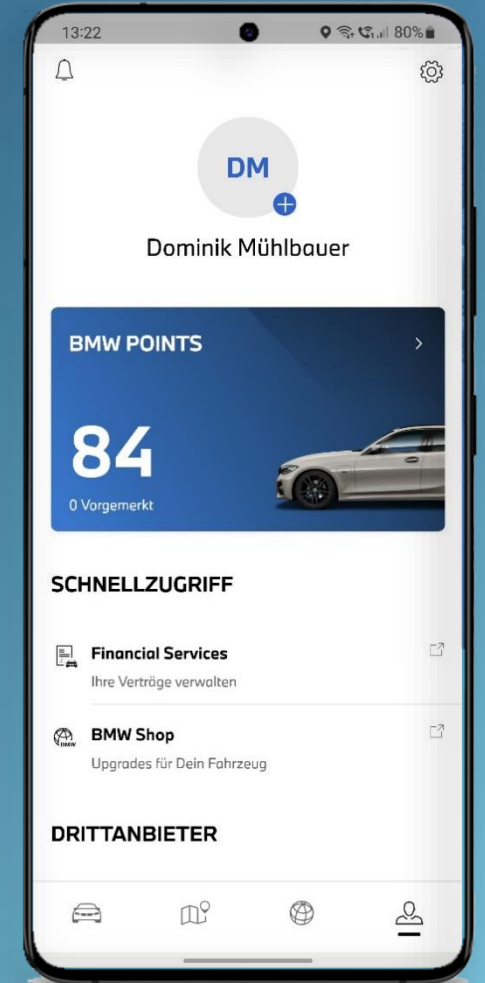 13:22
80%
DM
Dominik Mühlbauer
BMW POINTS
84
0 Vorgemerkt
SCHNELLZUGRIFF
Financial Services
Ihre Verträge verwalten
BMW
BMW Shop
Upgrades für Dein Fahrzeug
DRITTANBIETER